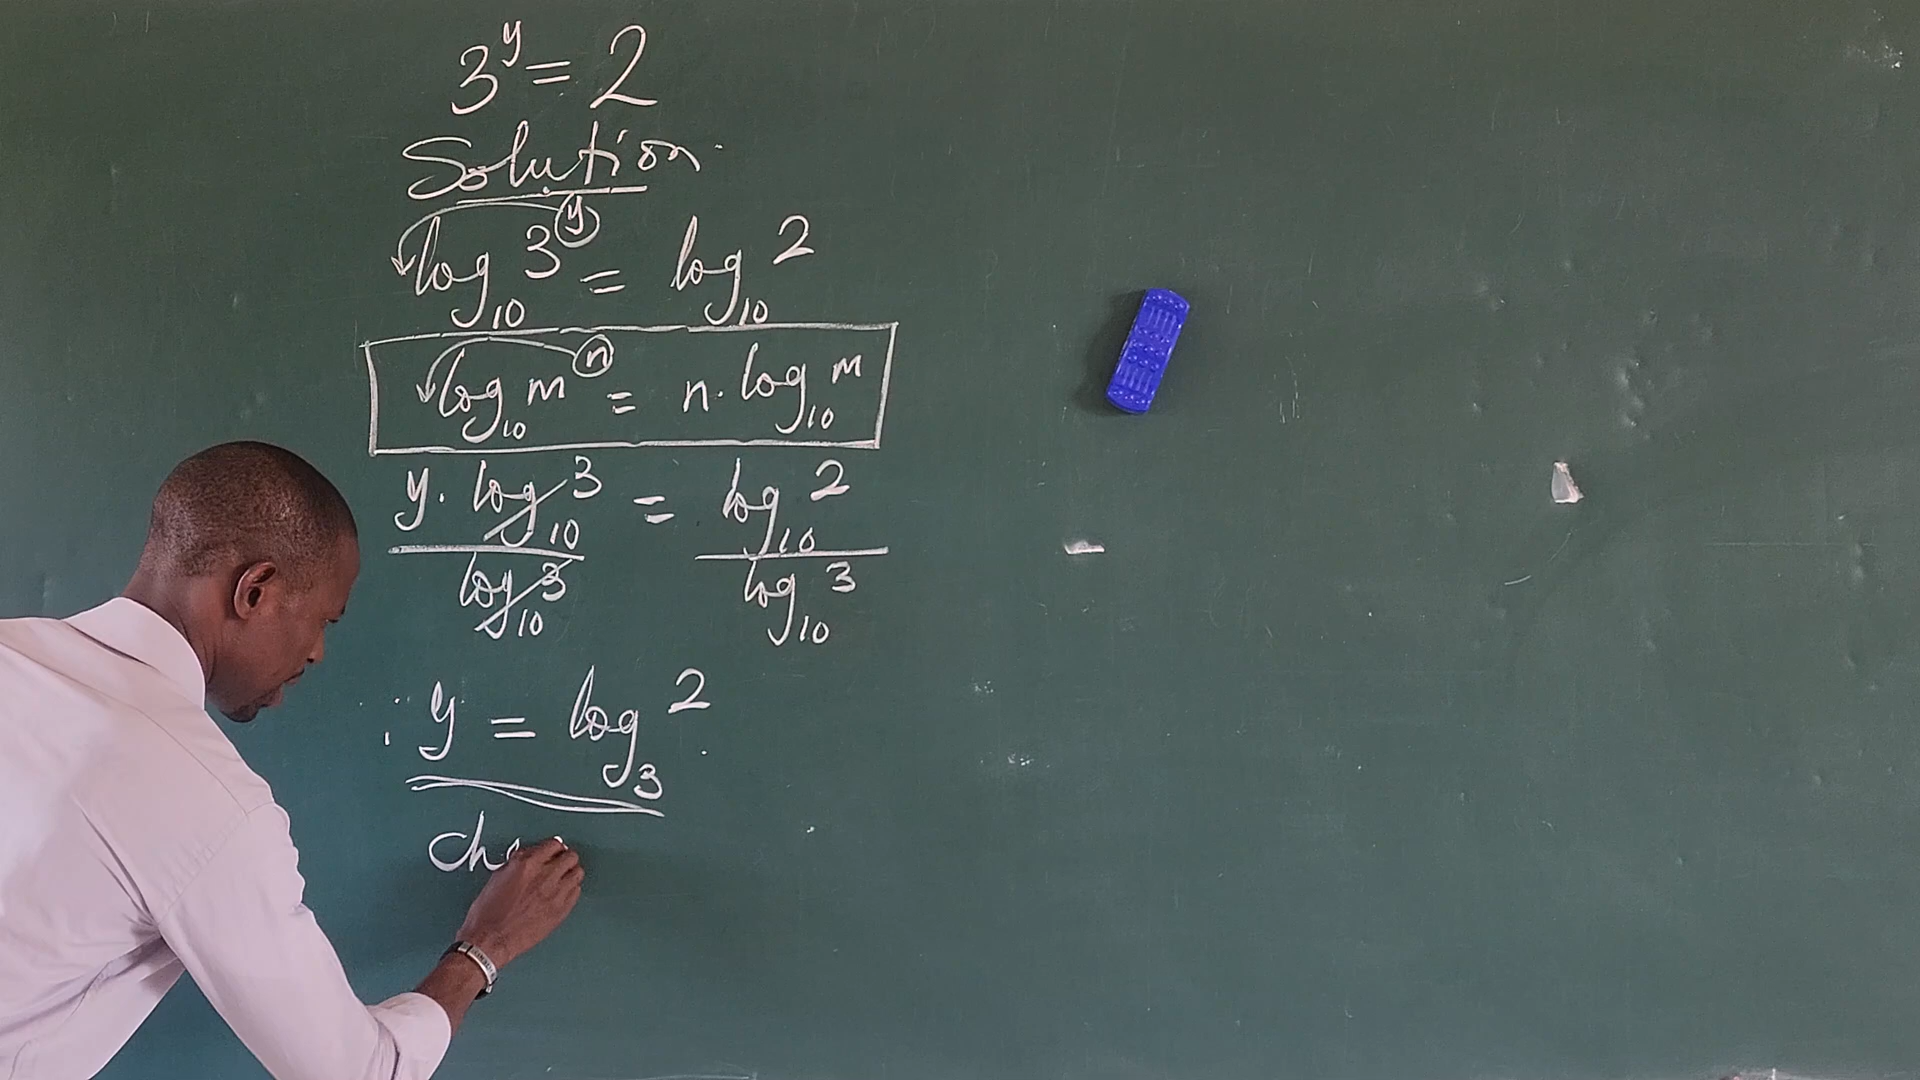 3^y = 2
Solution
log₁₀ 3^y = log₁₀ 2
log₁₀ m^n = n. log₁₀ m
y. log₁₀ 3 / log₁₀ 3 = log₁₀ 2 / log₁₀ 3
∴ y = log₃ 2